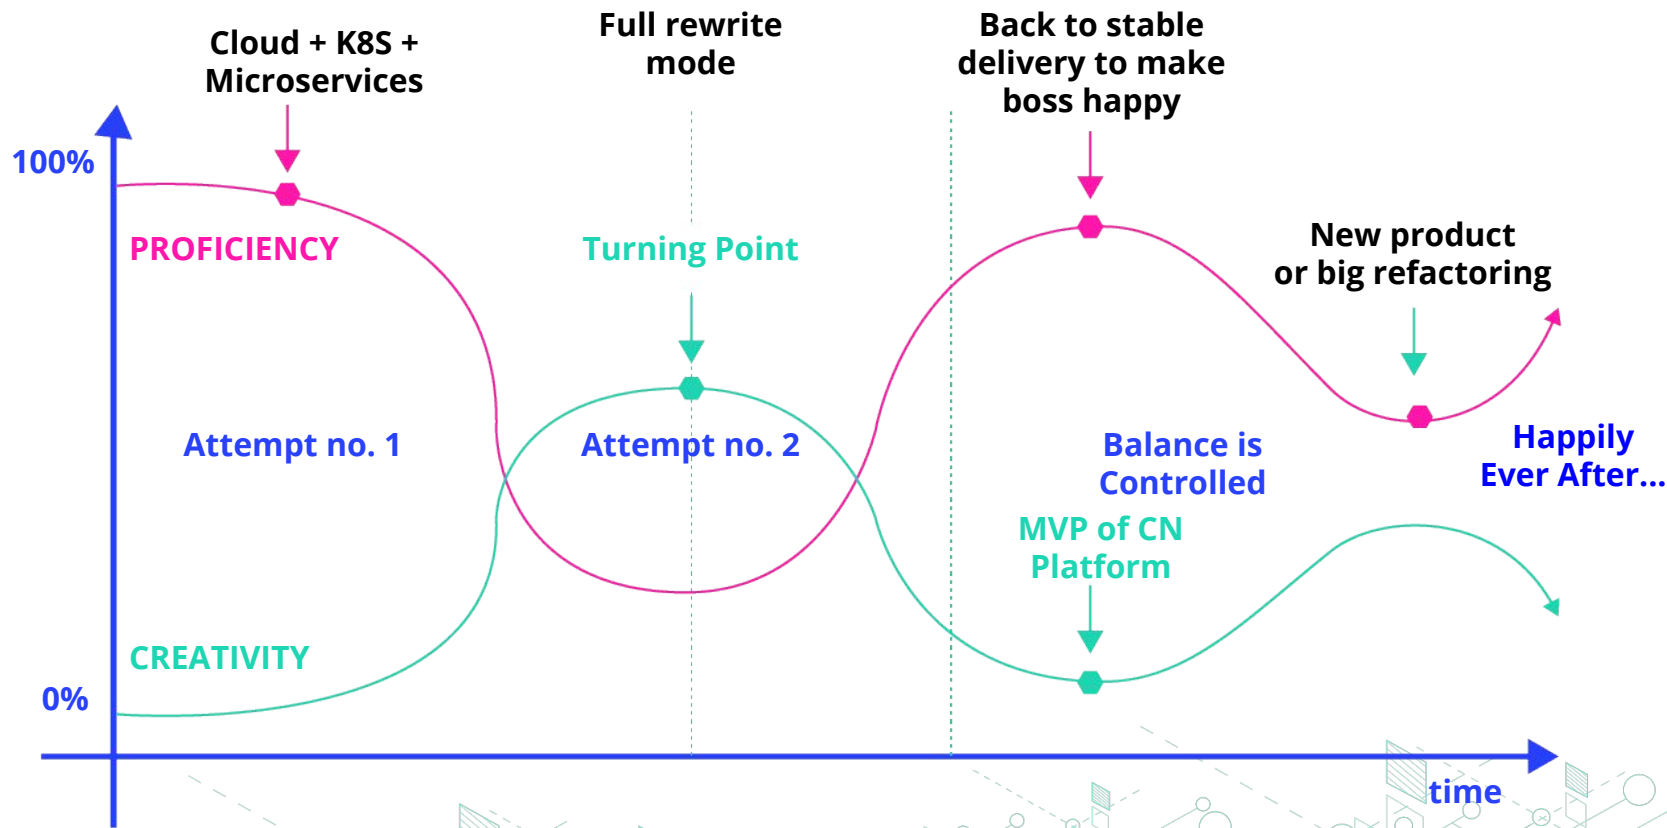 Cloud + K8S +
Microservices
Full rewrite
mode
Back to stable
delivery to make
boss happy
100%
PROFICIENCY
Turning Point
New product
or big refactoring
Attempt no. 1
Attempt no. 2
Balance is
Controlled
Happily
Ever After...
MVP of CN
Platform
CREATIVITY
0%
time